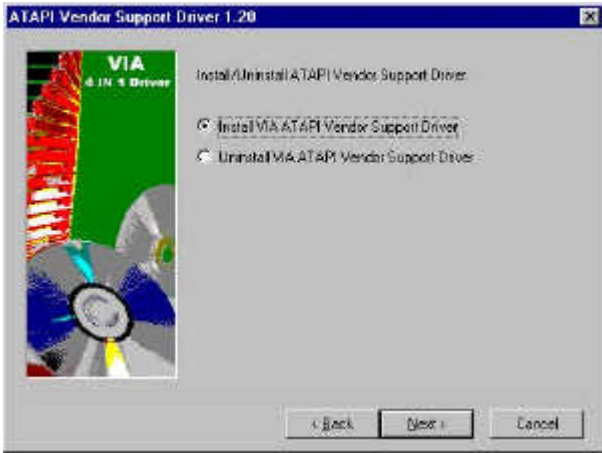 ATAPI Vendor Support Driver 1.20
VIA
4 IN 1 Driver
Install/Uninstall ATAPI Vendor Support Driver.
Install VIA ATAPI Vendor Support Driver
Uninstall VIA ATAPI Vendor Support Driver
< Back
Next >
Cancel